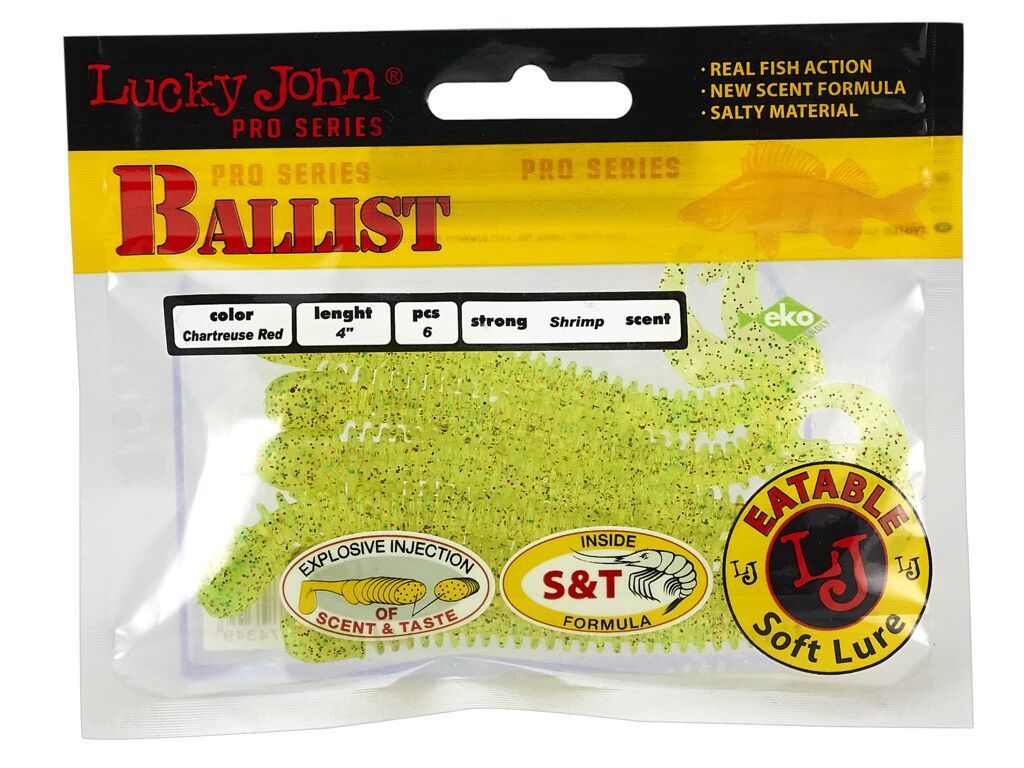 Lucky John®
PRO SERIES
· REAL FISH ACTION
· NEW SCENT FORMULA
· SALTY MATERIAL
PRO SERIES
PRO SERIES
BALLIST
color
Chartreuse Red
lenght
4"
pcs
6
strong Shrimp scent
eko
EXPLOSIVE INJECTION
OF
SCENT & TASTE
INSIDE
S&T
FORMULA
EATABLE
LJ
LJ
LJ
Soft Lure